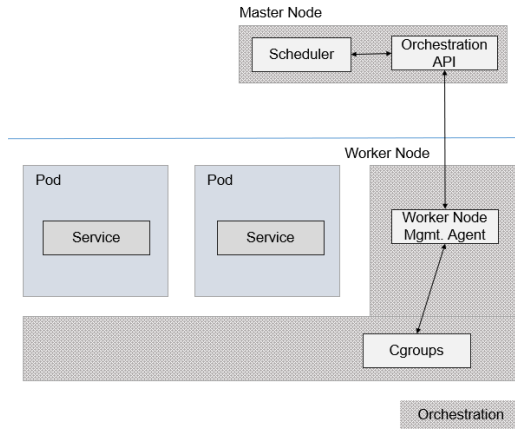 Master Node
Scheduler
Orchestration
API
Worker Node
Pod
Pod
Service
Service
Worker Node
Mgmt. Agent
Cgroups
Orchestration